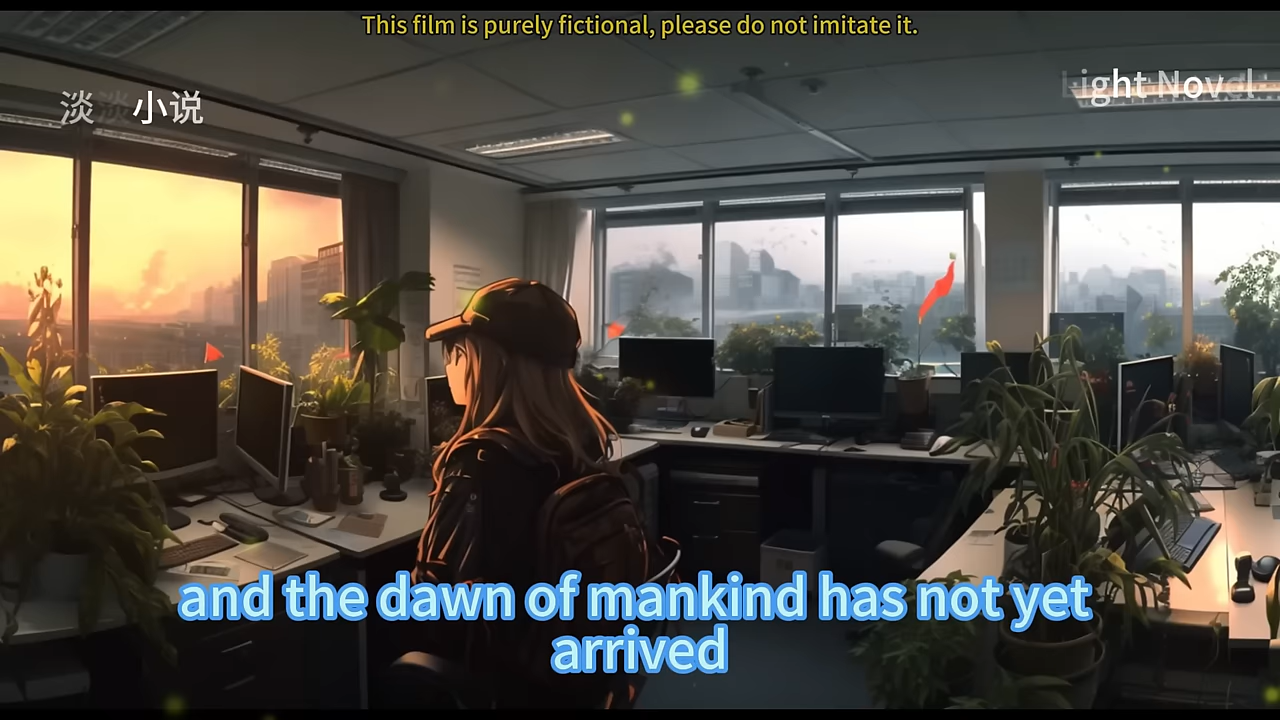 This film is purely fictional, please do not imitate it.
淡淡小说
Light Novel
and the dawn of mankind has not yet
arrived